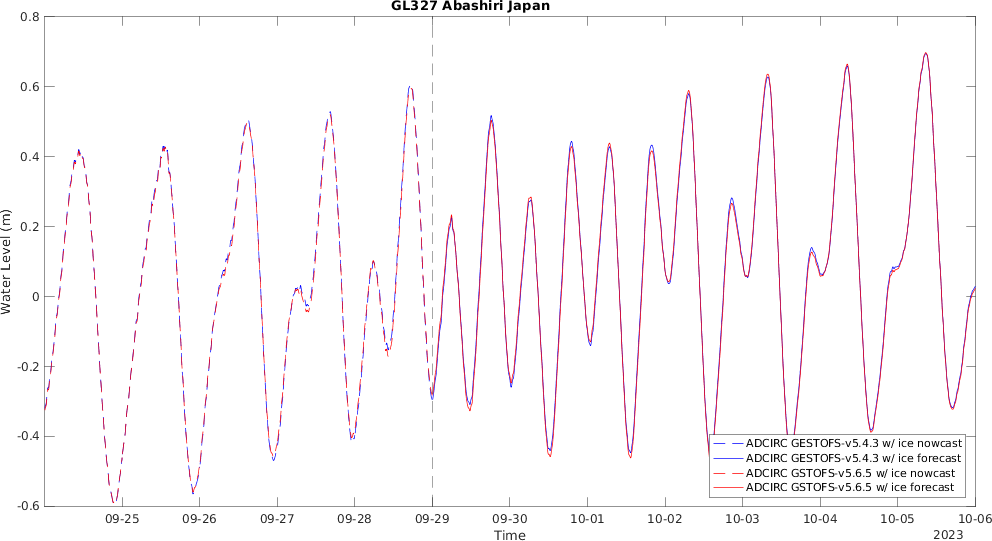 GL327 Abashiri Japan
0.8
0.6
0.4
0.2
0
-0.2
-0.4
-0.6
Water Level (m)
ADCIRC GESTOFS-v5.4.3 w/ ice nowcast
ADCIRC GESTOFS-v5.4.3 w/ ice forecast
ADCIRC GSTOFS-v5.6.5 w/ ice nowcast
ADCIRC GSTOFS-v5.6.5 w/ ice forecast
09-25 09-26 09-27 09-28 09-29 09-30 10-01 10-02 10-03 10-04 10-05 10-06
Time
2023